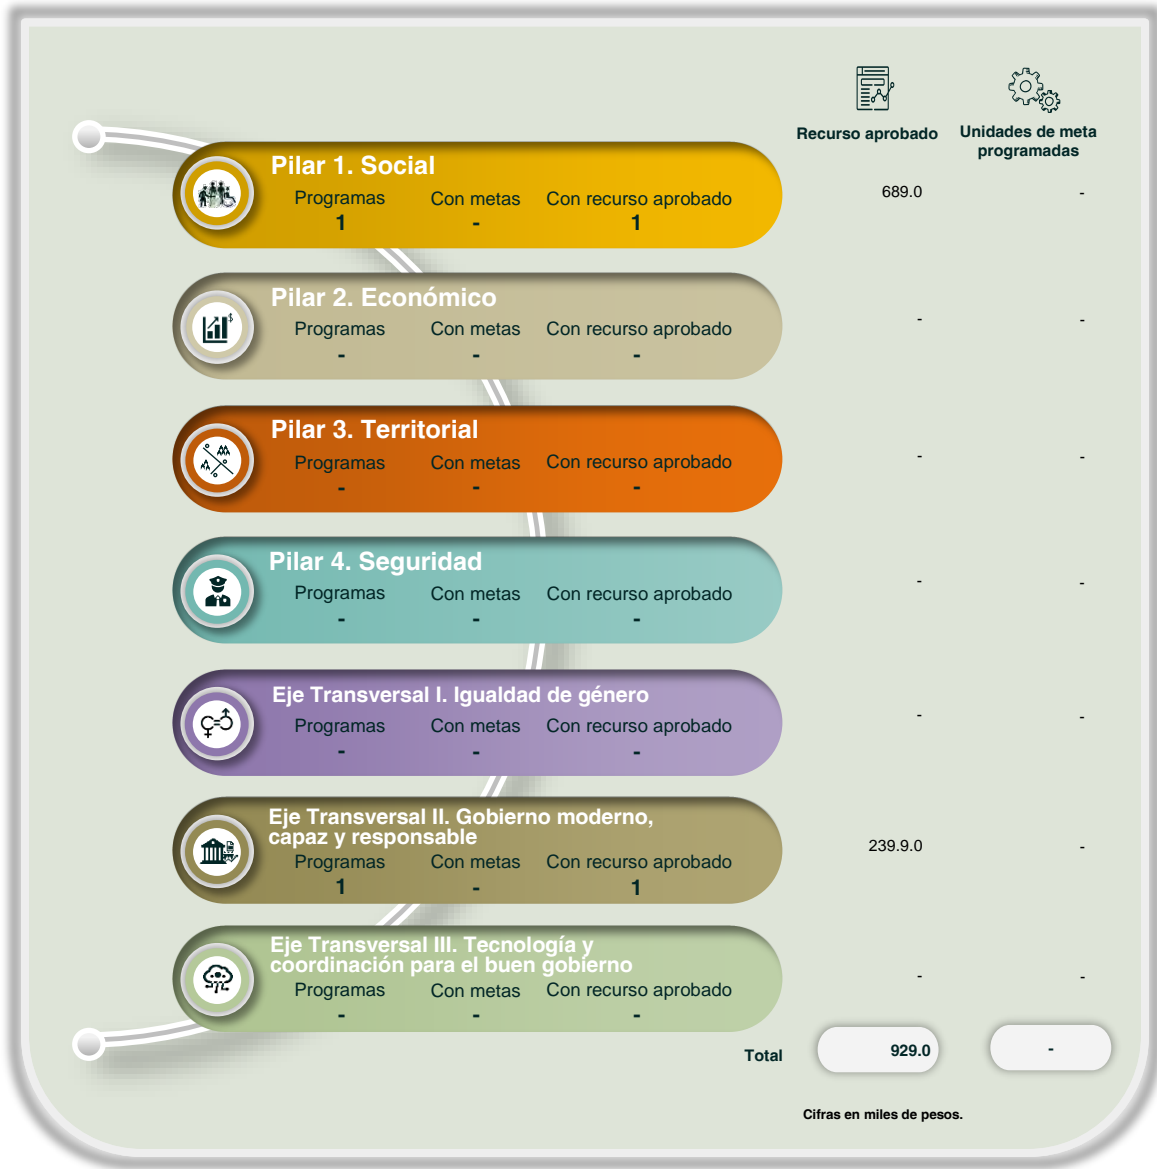 Recurso aprobado
Unidades de meta
programadas
Pilar 1. Social
Programas Con metas Con recurso aprobado
1 - 1
689.0 -
Pilar 2. Económico
Programas Con metas Con recurso aprobado
- - -
- -
Pilar 3. Territorial
Programas Con metas Con recurso aprobado
- - -
- -
Pilar 4. Seguridad
Programas Con metas Con recurso aprobado
- - -
- -
Eje Transversal I. Igualdad de género
Programas Con metas Con recurso aprobado
- - -
- -
Eje Transversal II. Gobierno moderno,
capaz y responsable
Programas Con metas Con recurso aprobado
1 - 1
239.9.0 -
Eje Transversal III. Tecnología y
coordinación para el buen gobierno
Programas Con metas Con recurso aprobado
- - -
- -
Total 929.0 -
Cifras en miles de pesos.